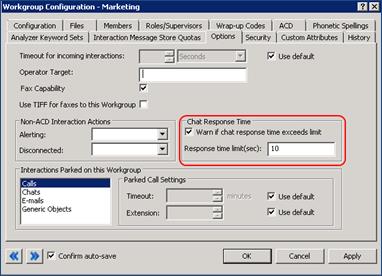 Workgroup Configuration - Marketing
Configuration Files Members Roles/Supervisors Wrap-up Codes ACD Phonetic Spellings
Analyzer Keyword Sets Interaction Message Store Quotas Options Security Custom Attributes History
Timeout for incoming interactions: Seconds Use default
Operator Target:
Fax Capability
Use TIFF for faxes to this Workgroup
Non-ACD Interaction Actions
Alerting:
Disconnected:
Chat Response Time
Warn if chat response time exceeds limit
Response time limit(sec): 10
Interactions Parked on this Workgroup
Calls
Chats
E-mails
Generic Objects
Parked Call Settings
Timeout: minutes Use default
Extension: Use default
Confirm auto-save OK Cancel Apply